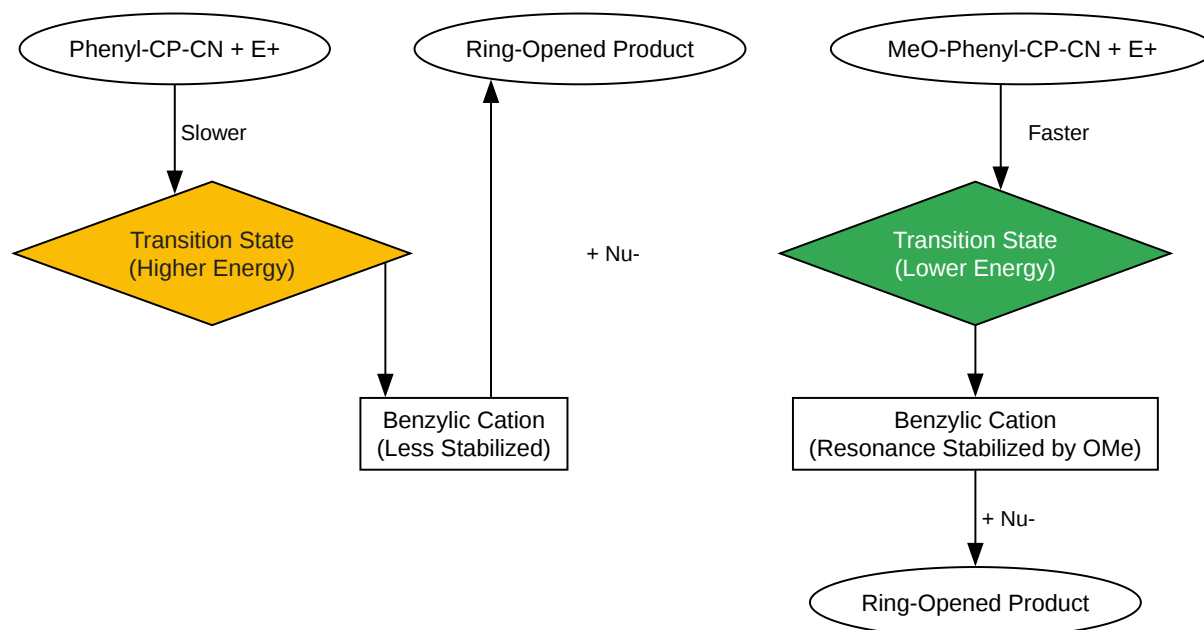 Phenyl-CP-CN + E+
Ring-Opened Product
MeO-Phenyl-CP-CN + E+
Slower
Faster
Transition State
(Higher Energy)
+ Nu-
Transition State
(Lower Energy)
Benzylic Cation
(Less Stabilized)
Benzylic Cation
(Resonance Stabilized by OMe)
+ Nu-
Ring-Opened Product